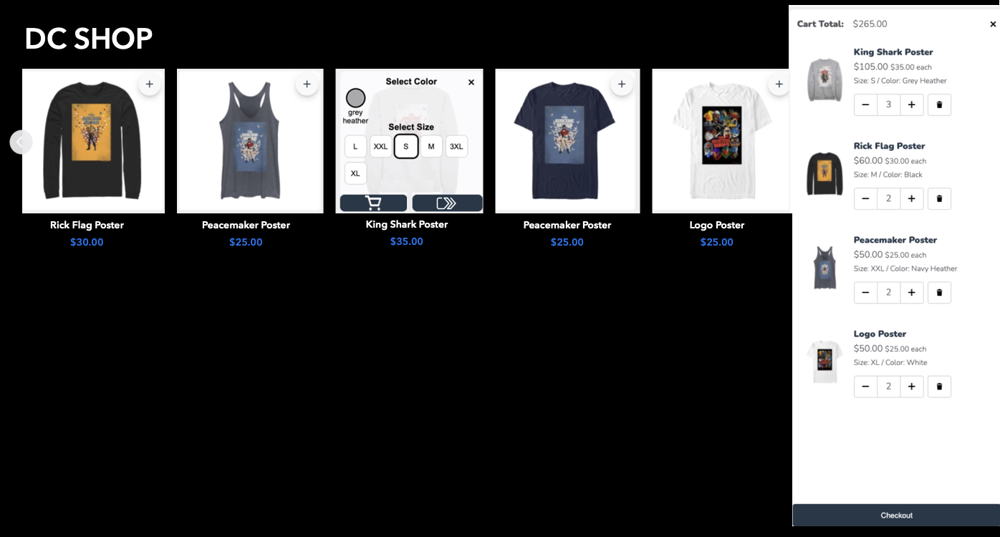 DC SHOP
Select Color
×
grey
heather
Select Size
L XXL S M 3XL
XL
Rick Flag Poster
$30.00
Peacemaker Poster
$25.00
King Shark Poster
$35.00
Peacemaker Poster
$25.00
Logo Poster
$25.00
Cart Total: $265.00 ×
King Shark Poster
$105.00 $35.00 each
Size: S / Color: Grey Heather
− 3 +
Rick Flag Poster
$60.00 $30.00 each
Size: M / Color: Black
− 2 +
Peacemaker Poster
$50.00 $25.00 each
Size: XXL / Color: Navy Heather
− 2 +
Logo Poster
$50.00 $25.00 each
Size: XL / Color: White
− 2 +
Checkout